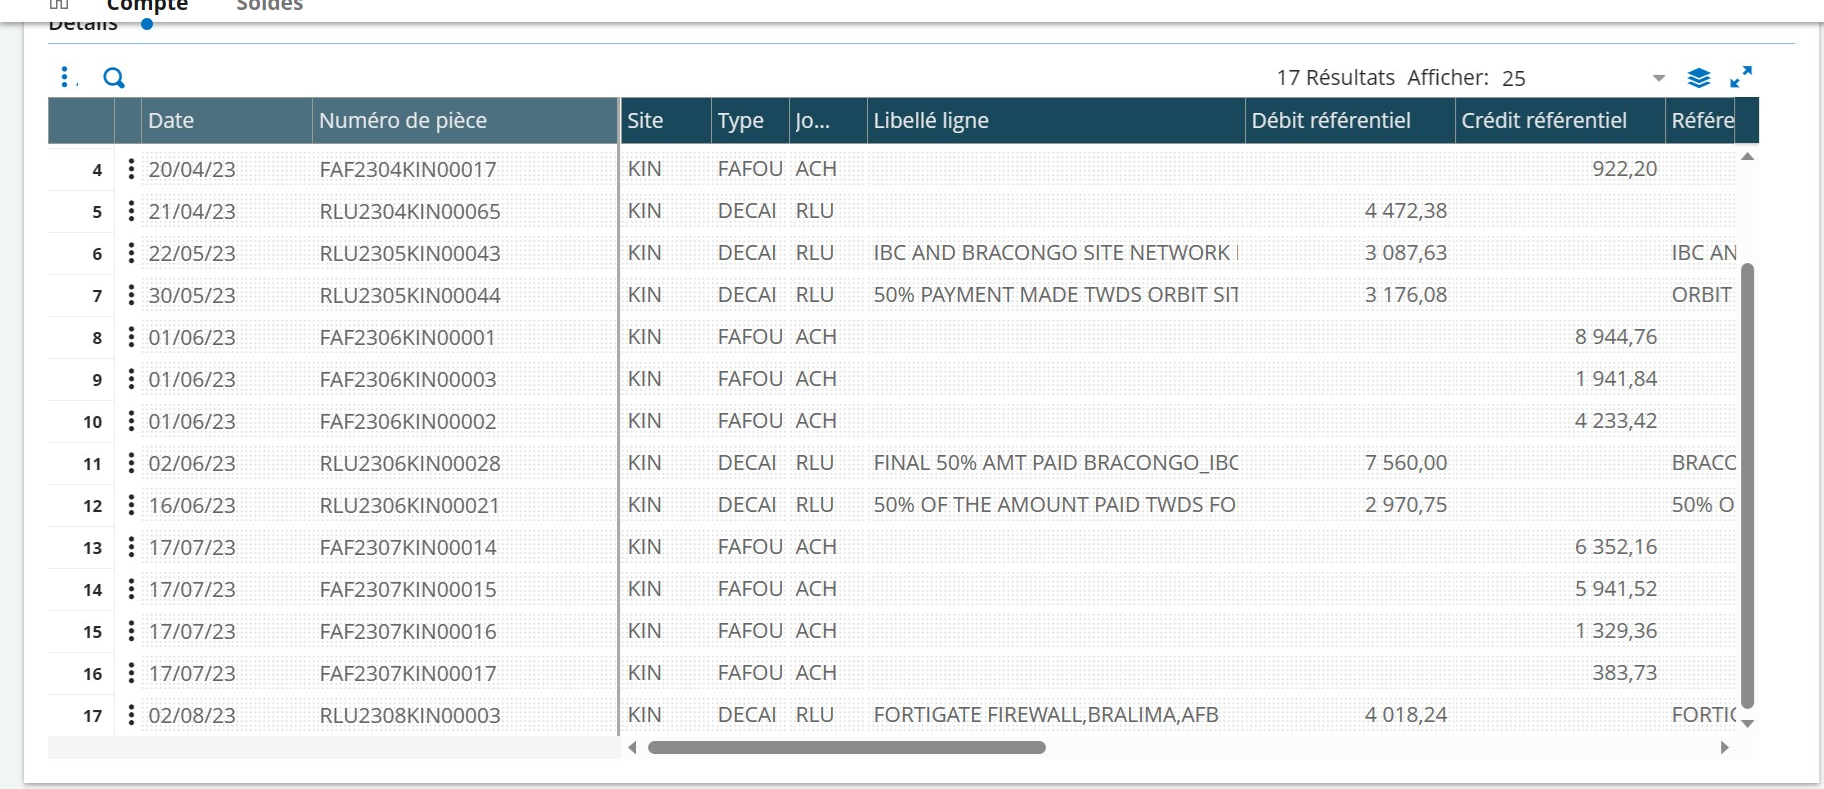 Compte Soldes
Détails
17 Résultats Afficher: 25
Date Numéro de pièce Site Type Jo... Libellé ligne Débit référentiel Crédit référentiel Référe
4 20/04/23 FAF2304KIN00017 KIN FAFOU ACH 922,20
5 21/04/23 RLU2304KIN00065 KIN DECAI RLU 4 472,38
6 22/05/23 RLU2305KIN00043 KIN DECAI RLU IBC AND BRACONGO SITE NETWORK 3 087,63 IBC AN
7 30/05/23 RLU2305KIN00044 KIN DECAI RLU 50% PAYMENT MADE TWDS ORBIT SIT 3 176,08 ORBIT
8 01/06/23 FAF2306KIN00001 KIN FAFOU ACH 8 944,76
9 01/06/23 FAF2306KIN00003 KIN FAFOU ACH 1 941,84
10 01/06/23 FAF2306KIN00002 KIN FAFOU ACH 4 233,42
11 02/06/23 RLU2306KIN00028 KIN DECAI RLU FINAL 50% AMT PAID BRACONGO_IBC 7 560,00 BRACC
12 16/06/23 RLU2306KIN00021 KIN DECAI RLU 50% OF THE AMOUNT PAID TWDS FO 2 970,75 50% O
13 17/07/23 FAF2307KIN00014 KIN FAFOU ACH 6 352,16
14 17/07/23 FAF2307KIN00015 KIN FAFOU ACH 5 941,52
15 17/07/23 FAF2307KIN00016 KIN FAFOU ACH 1 329,36
16 17/07/23 FAF2307KIN00017 KIN FAFOU ACH 383,73
17 02/08/23 RLU2308KIN00003 KIN DECAI RLU FORTIGATE FIREWALL,BRALIMA,AFB 4 018,24 FORTIC